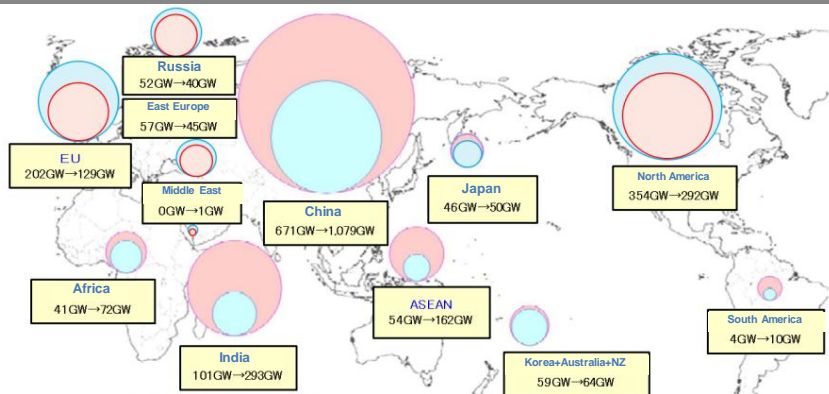 Russia
52GW→40GW
East Europe
57GW→45GW
EU
202GW→129GW
Middle East
0GW→1GW
China
671GW→1,079GW
Japan
46GW→50GW
North America
354GW→292GW
Africa
41GW→72GW
India
101GW→293GW
ASEAN
54GW→162GW
Korea+Australia+NZ
59GW→64GW
South America
4GW→10GW